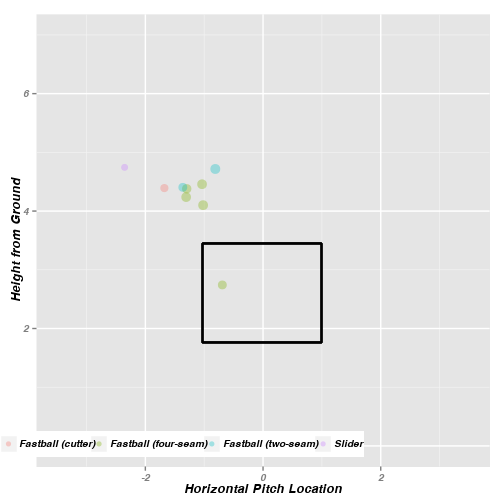 6
4
2
Height from Ground
Fastball (cutter) Fastball (four-seam) Fastball (two-seam) Slider
-2 0 2
Horizontal Pitch Location